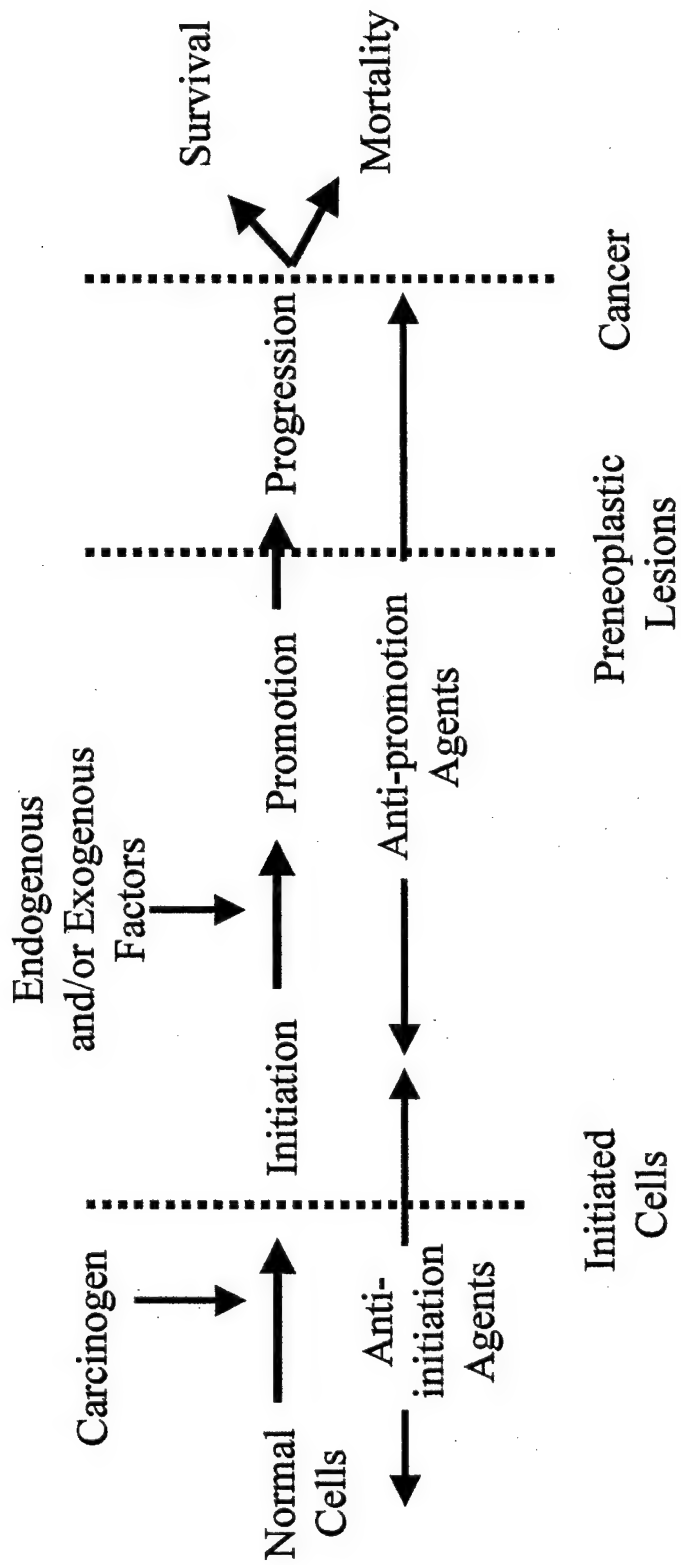 Endogenous
and/or Exogenous
Factors
Carcinogen
Survival
Normal
Cells
Initiation
Promotion
Progression
Mortality
Anti-
initiation
Agents
Anti-promotion
Agents
Initiated
Cells
Preneoplastic
Lesions
Cancer